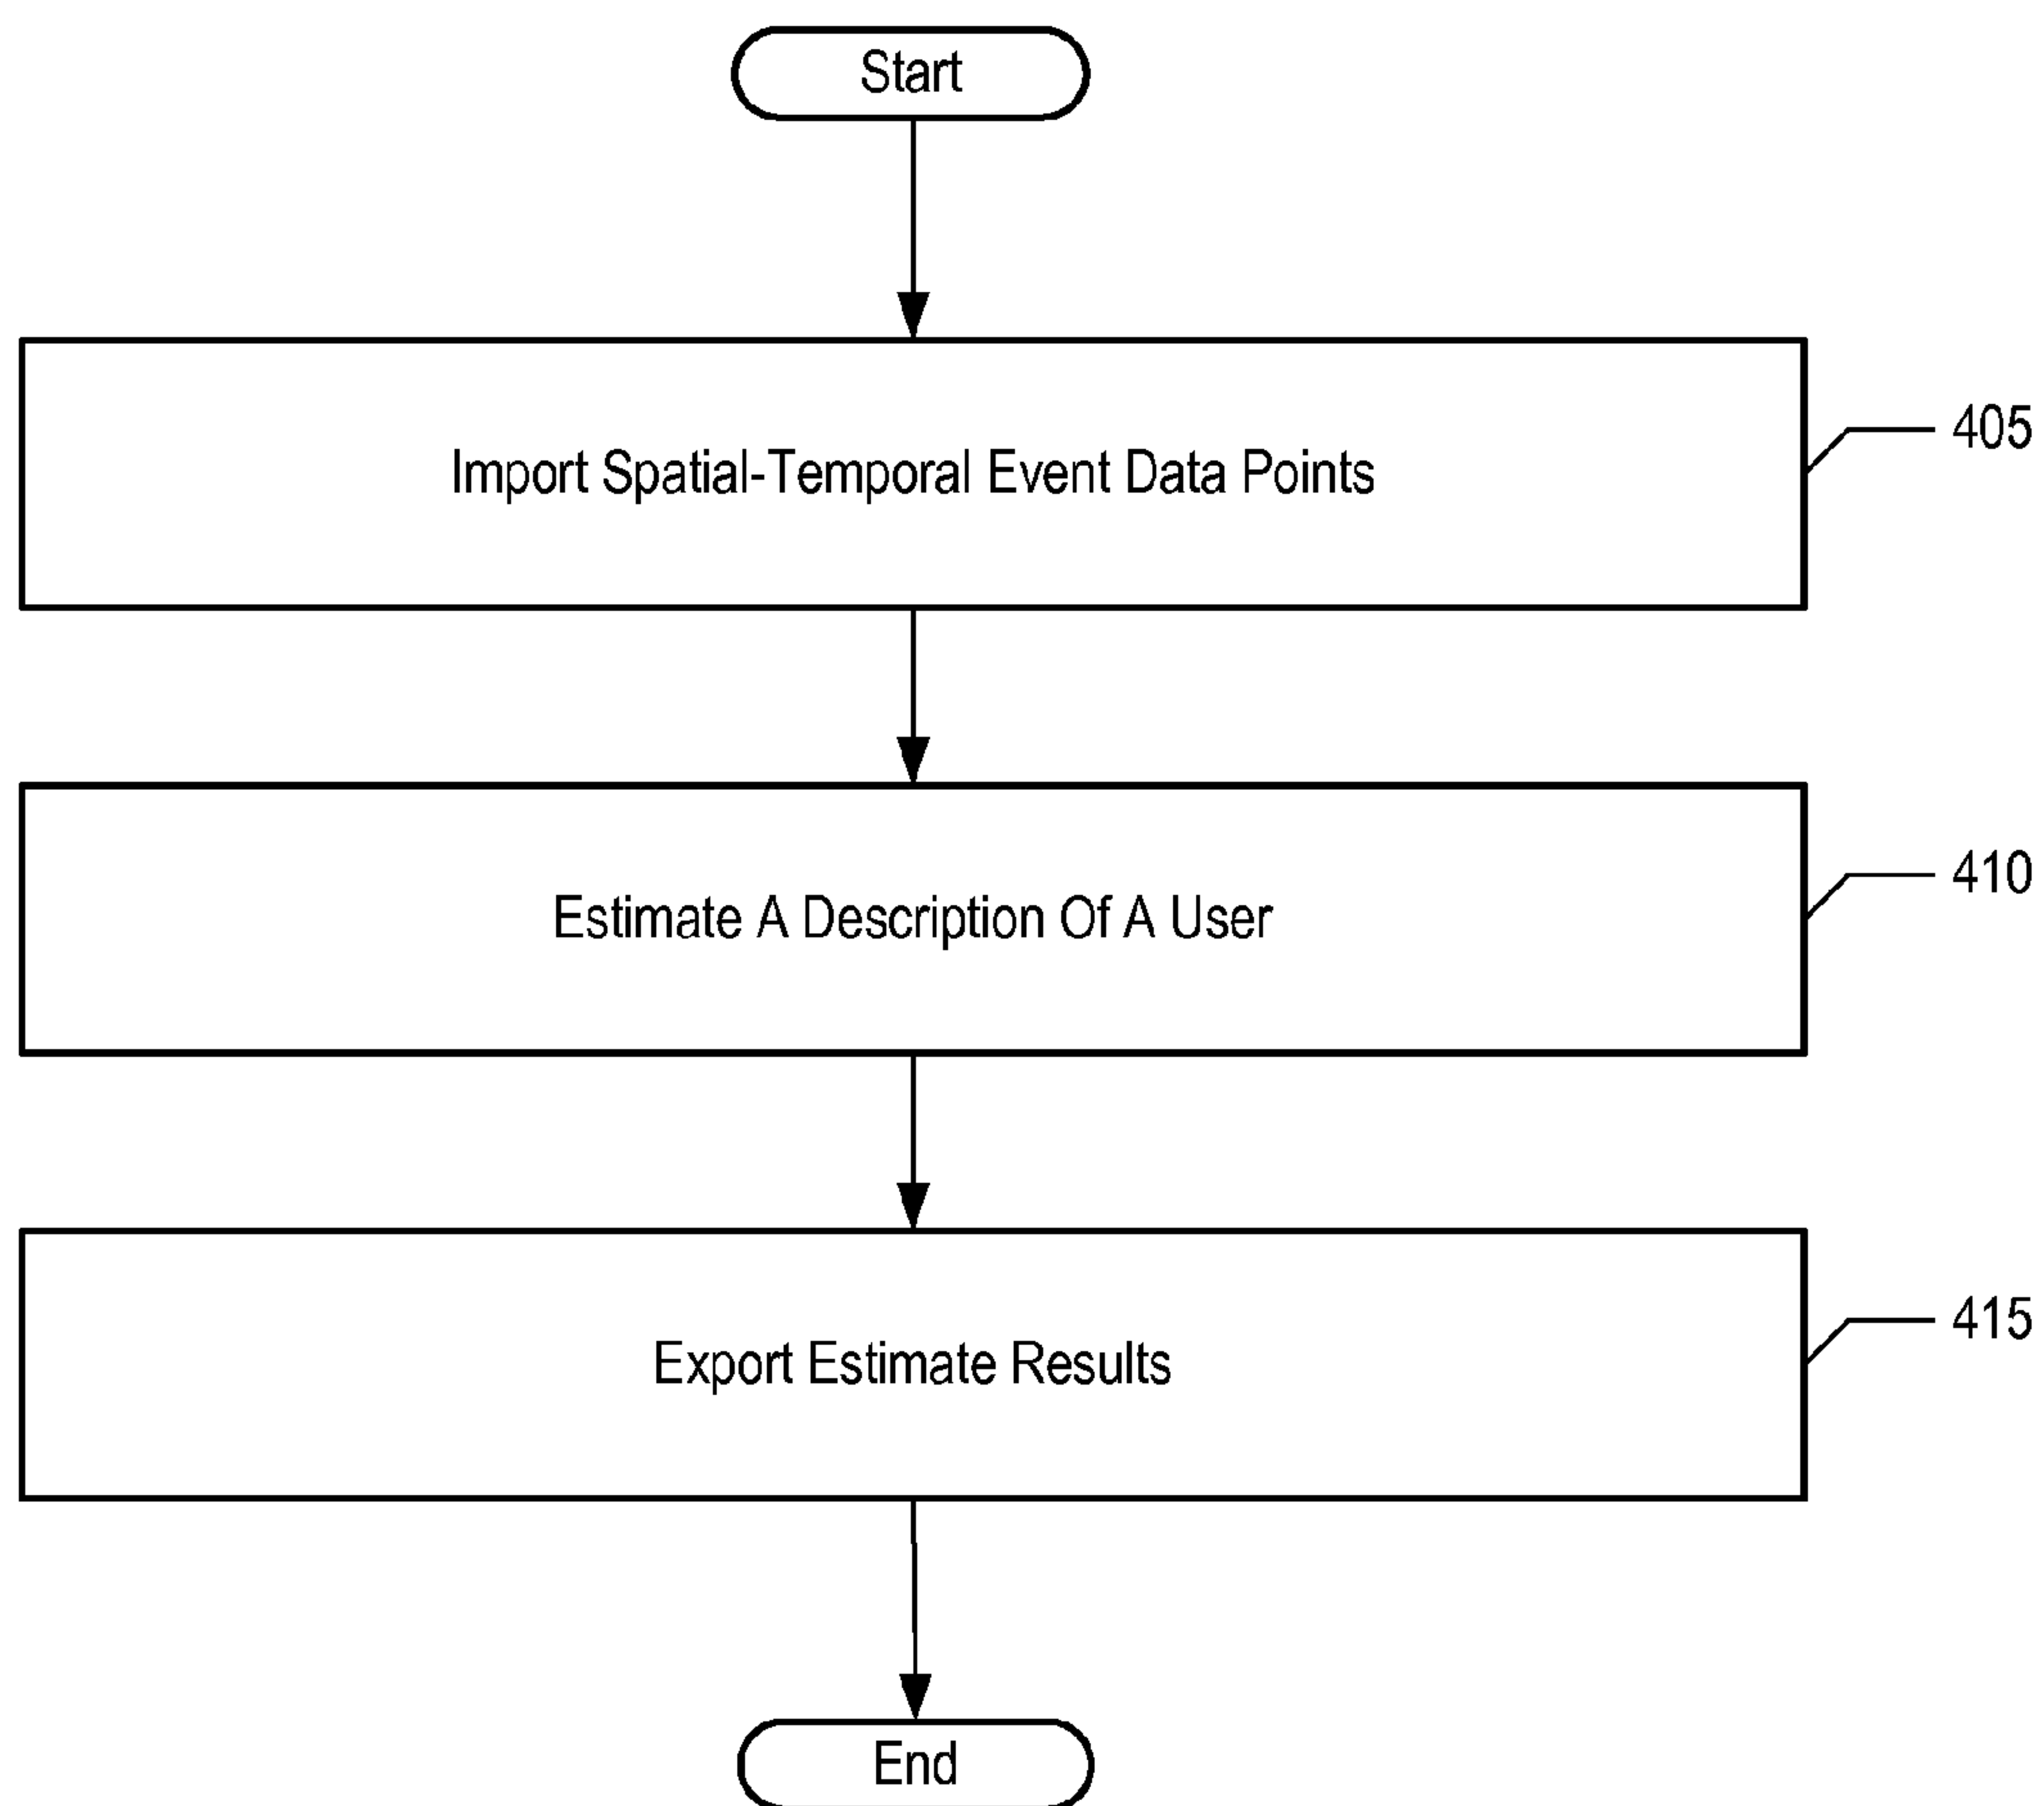 Start
Import Spatial-Temporal Event Data Points
405
Estimate A Description Of A User
410
Export Estimate Results
415
End